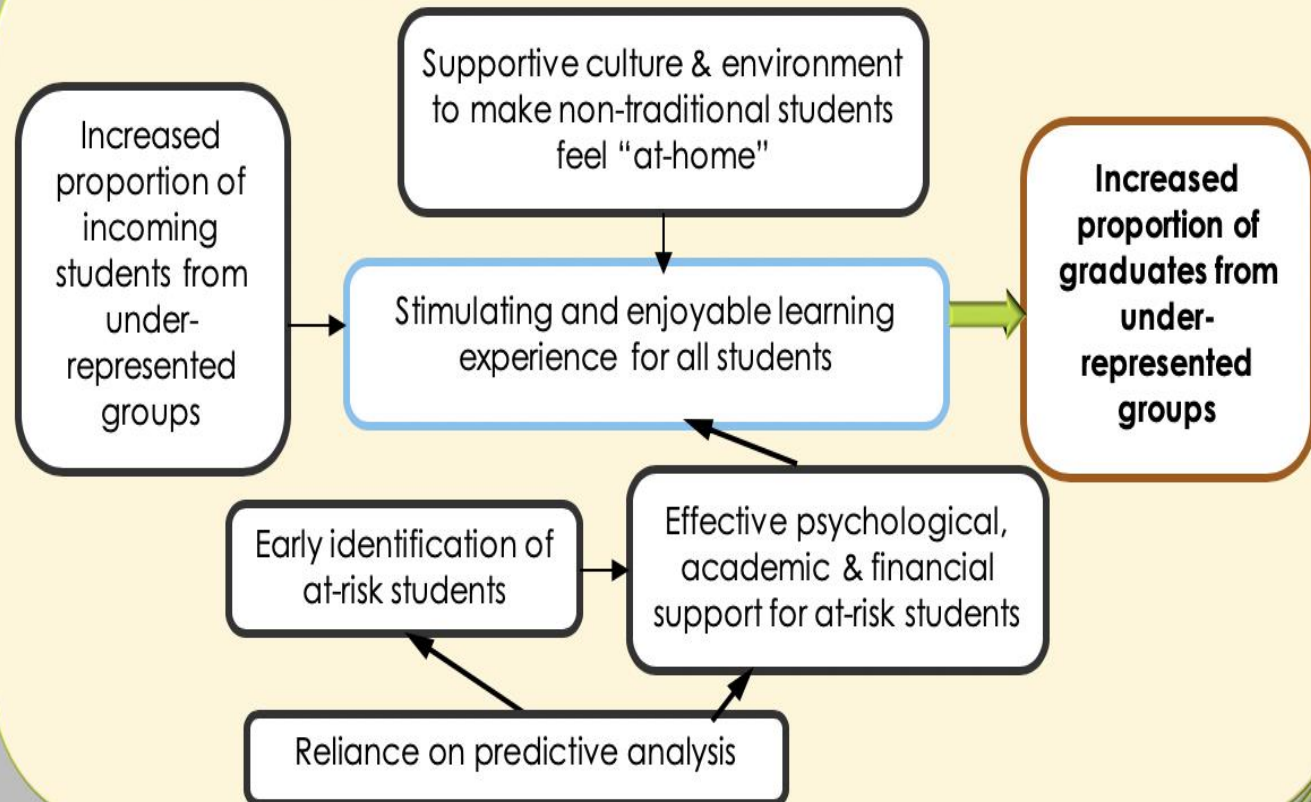 Supportive culture & environment
to make non-traditional students
feel “at-home”
Increased
proportion of
incoming
students from
under-
represented
groups
Stimulating and enjoyable learning
experience for all students
Increased
proportion of
graduates from
under-
represented
groups
Early identification of
at-risk students
Effective psychological,
academic & financial
support for at-risk students
Reliance on predictive analysis